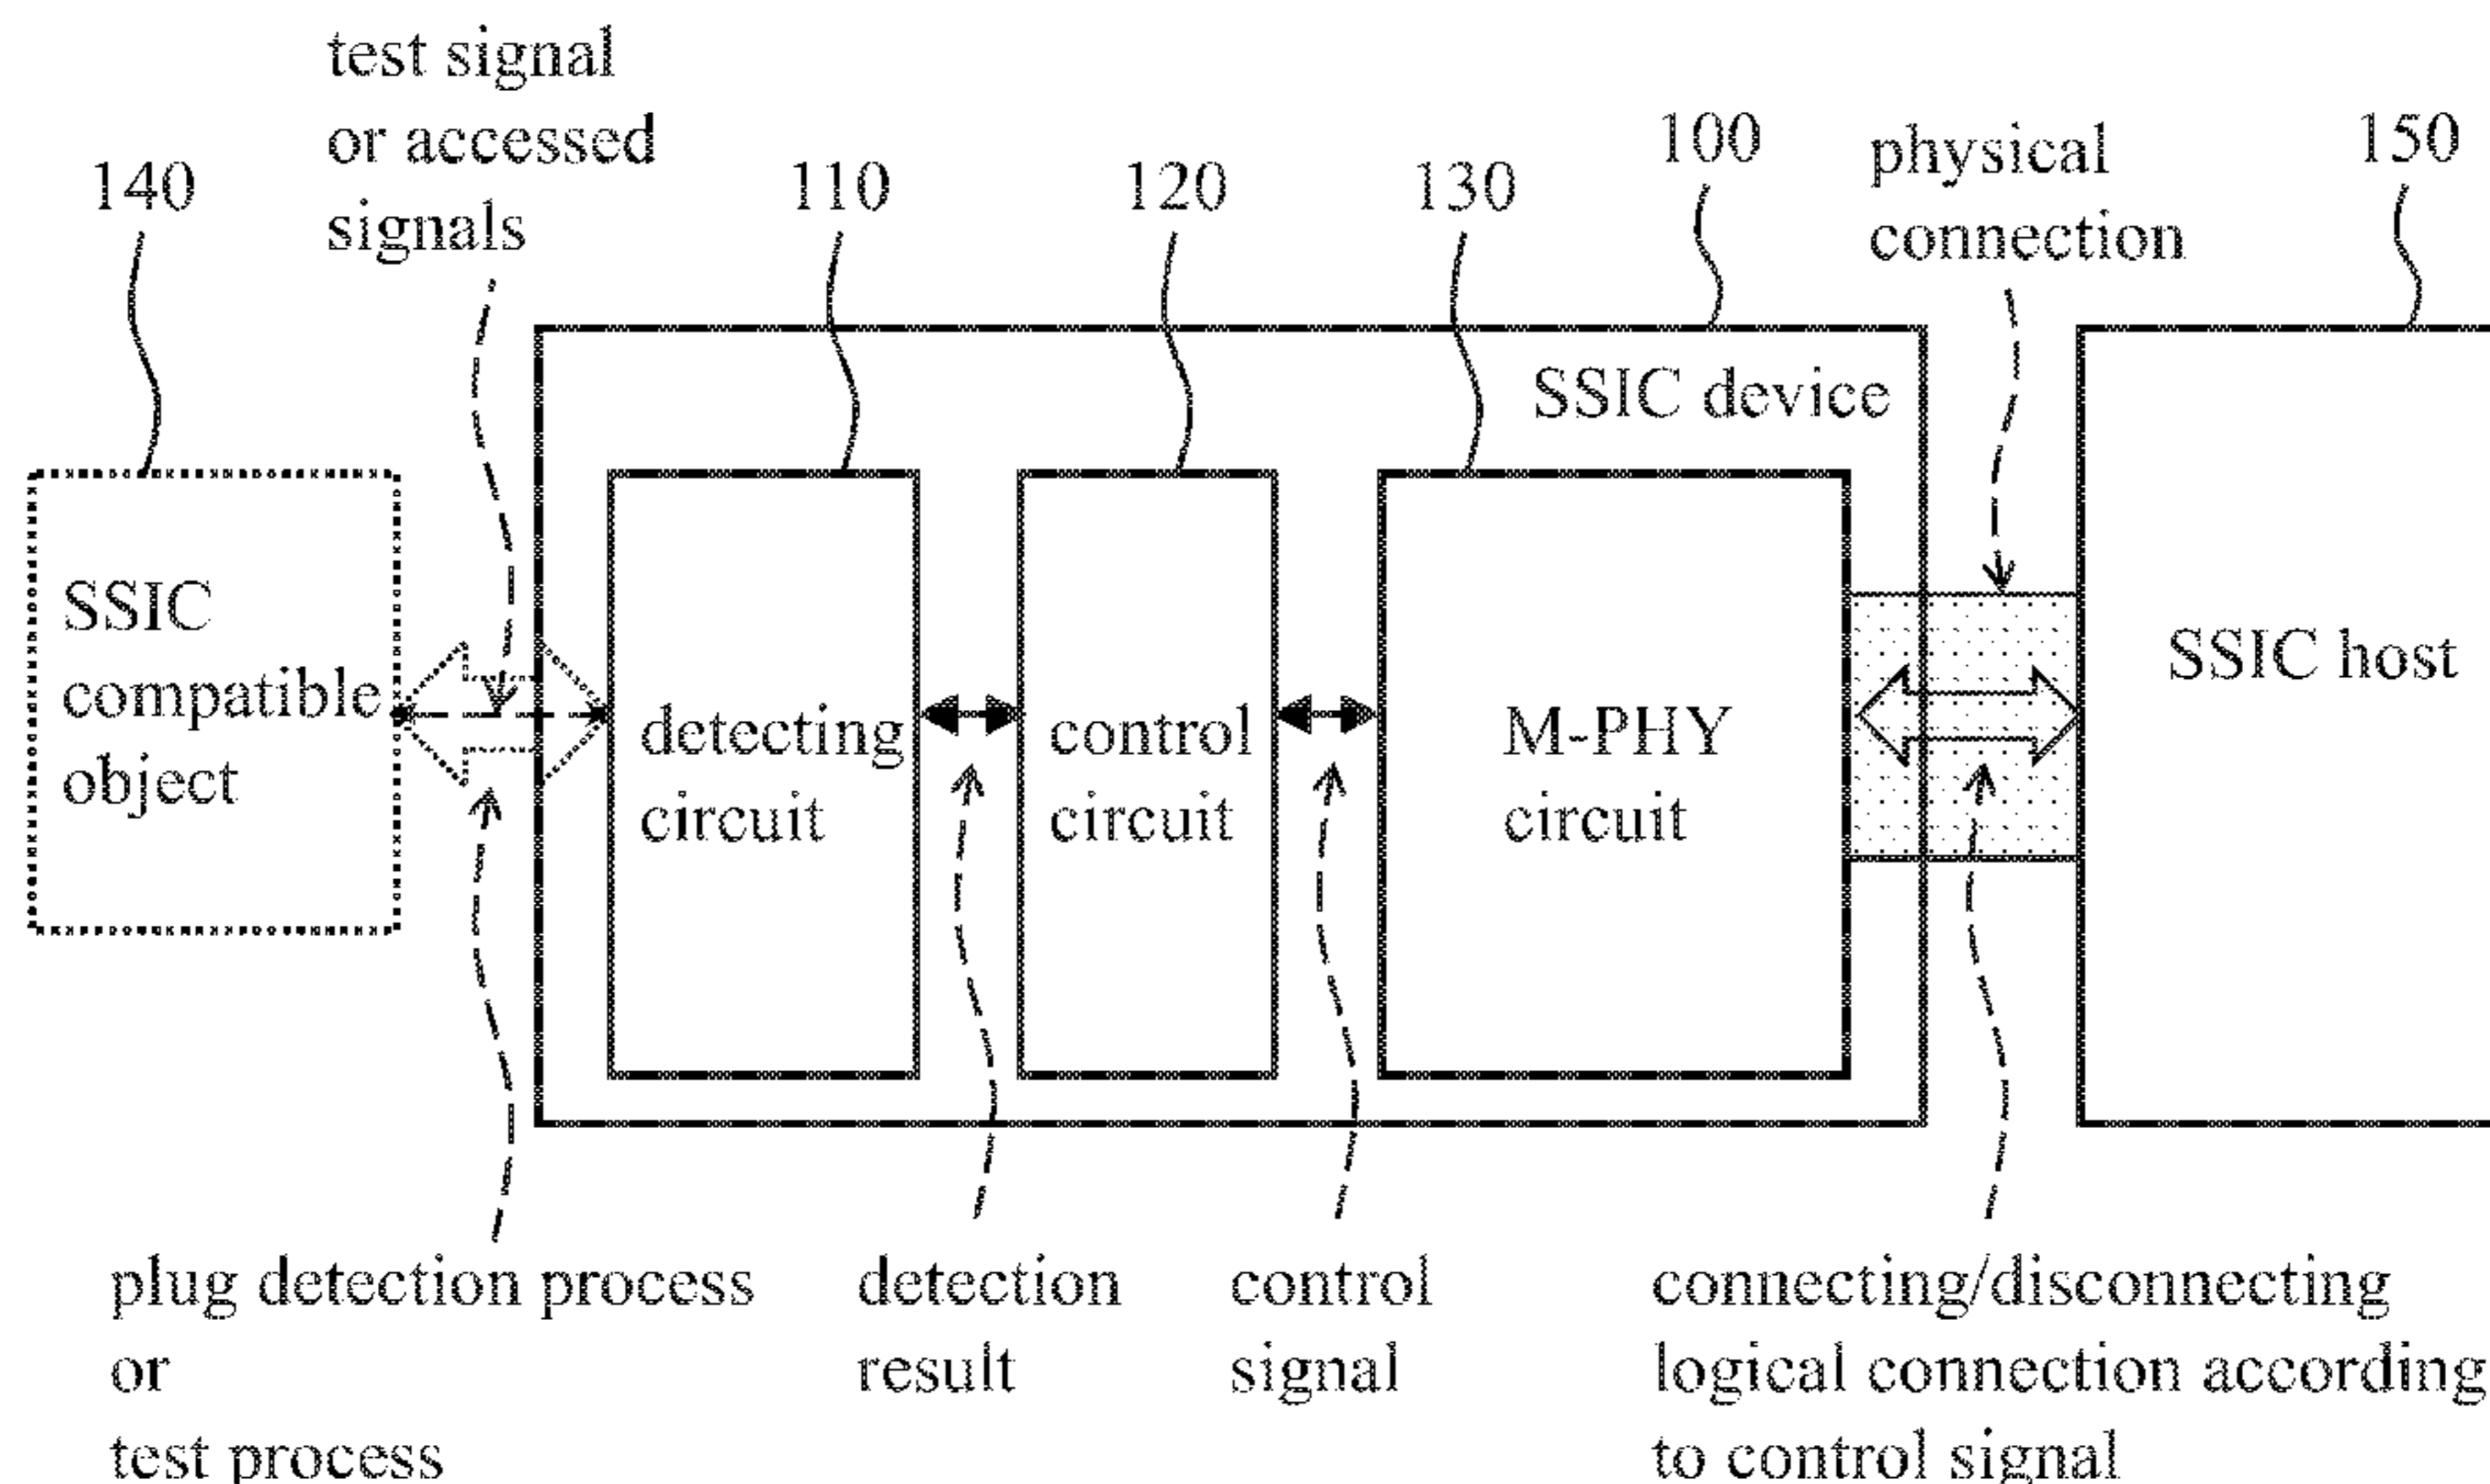 test signal
or accessed
signals
140
110
120
130
100
physical
connection
150
SSIC device
SSIC
compatible
object
detecting
circuit
control
circuit
M-PHY
circuit
SSIC host
plug detection process
or
test process
detection
result
control
signal
connecting/disconnecting
logical connection according
to control signal